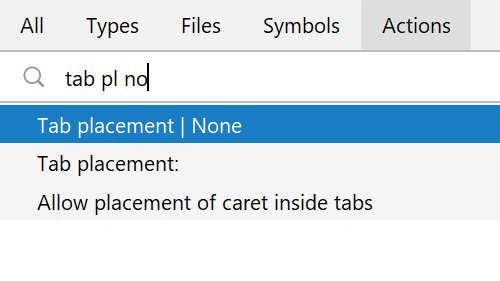 All Types Files Symbols Actions
tab pl no
Tab placement | None
Tab placement:
Allow placement of caret inside tabs